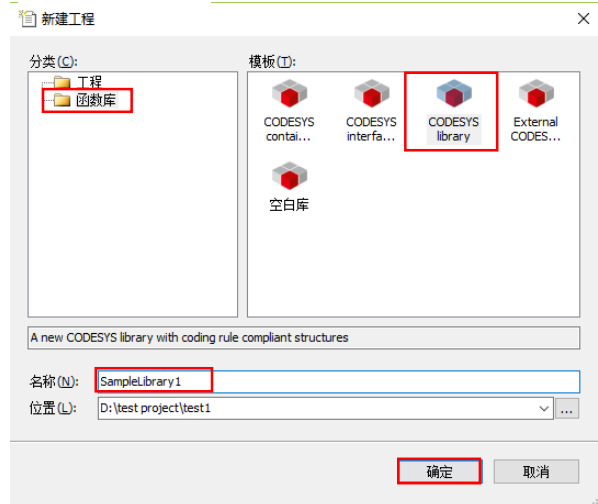 新建工程
分类(C):
模板(T):
工程
函数库
CODESYS contai...
CODESYS interfa...
CODESYS library
External CODES...
空白库
A new CODESYS library with coding rule compliant structures
名称(N):
SampleLibrary1
位置(L):
D:\test project\test1
...
确定
取消